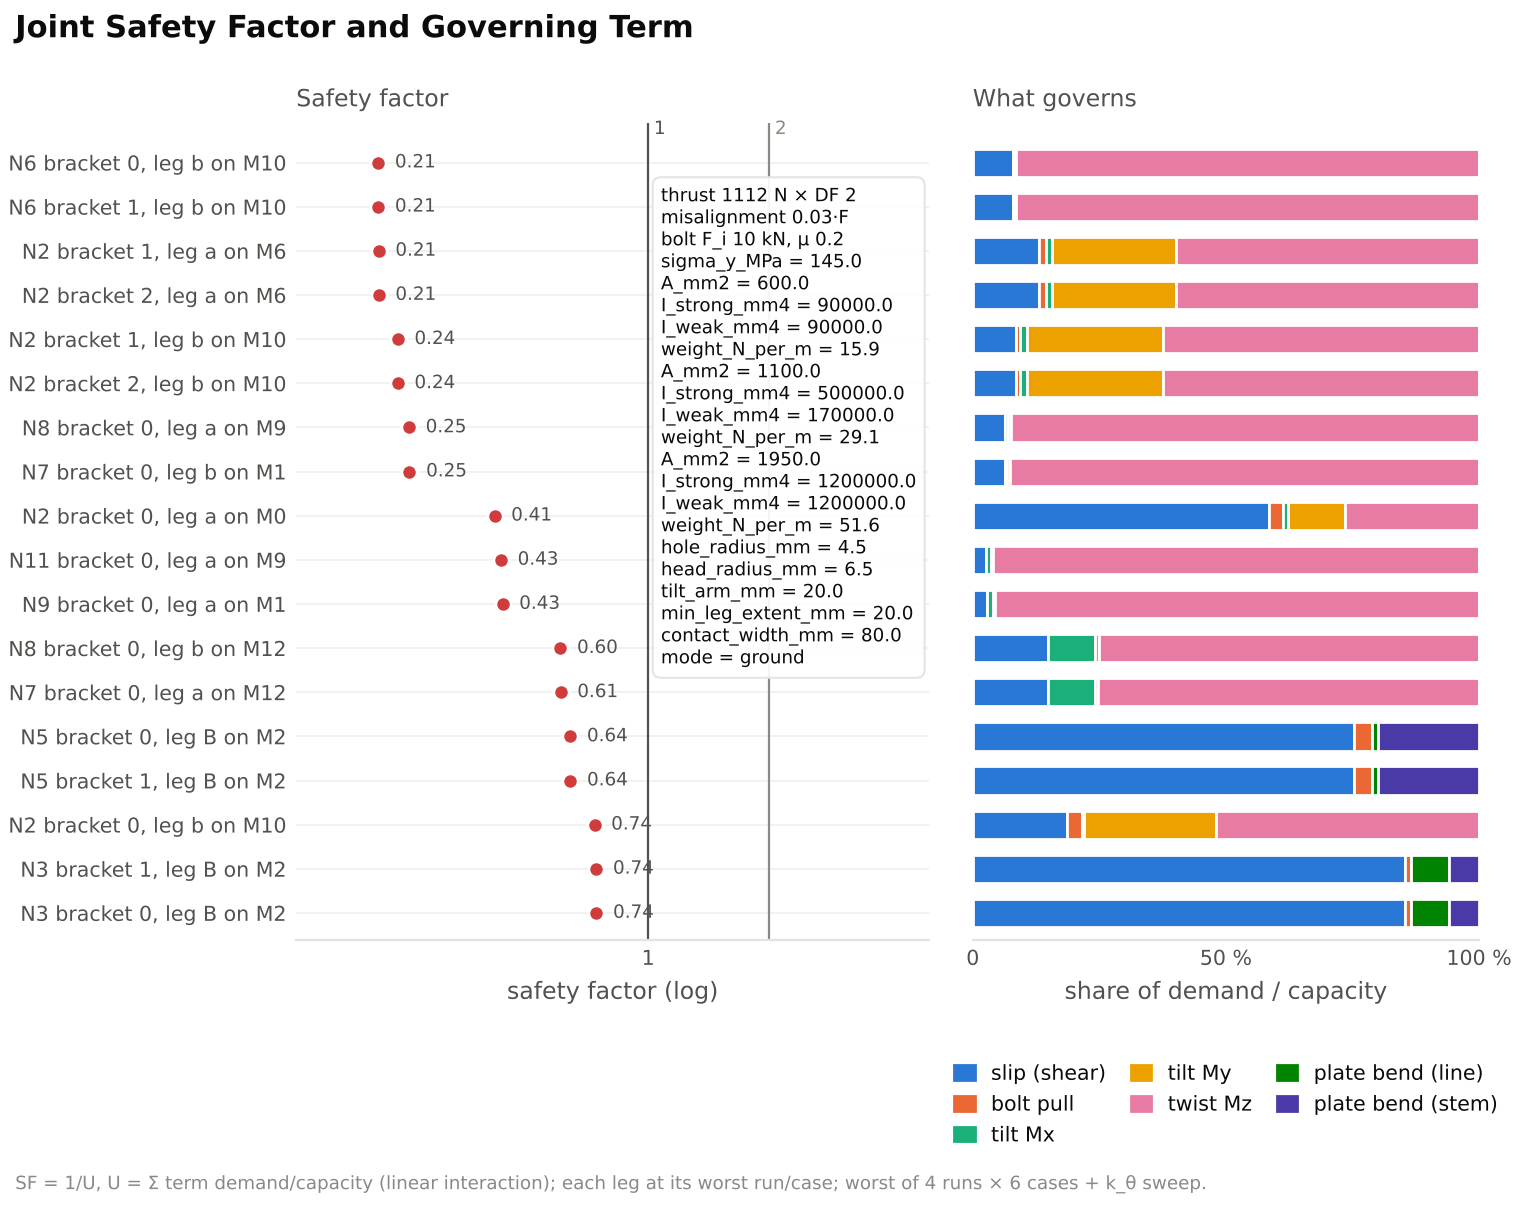 Joint Safety Factor and Governing Term
Safety factor
What governs
1
2
N6 bracket 0, leg b on M10
0.21
N6 bracket 1, leg b on M10
0.21
N2 bracket 1, leg a on M6
0.21
N2 bracket 2, leg a on M6
0.21
N2 bracket 1, leg b on M10
0.24
N2 bracket 2, leg b on M10
0.24
N8 bracket 0, leg a on M9
0.25
N7 bracket 0, leg b on M1
0.25
N2 bracket 0, leg a on M0
0.41
N11 bracket 0, leg a on M9
0.43
N9 bracket 0, leg a on M1
0.43
N8 bracket 0, leg b on M12
0.60
N7 bracket 0, leg a on M12
0.61
N5 bracket 0, leg B on M2
0.64
N5 bracket 1, leg B on M2
0.64
N2 bracket 0, leg b on M10
0.74
N3 bracket 1, leg B on M2
0.74
N3 bracket 0, leg B on M2
0.74
thrust 1112 N × DF 2
misalignment 0.03·F
bolt F_i 10 kN, μ 0.2
sigma_y_MPa = 145.0
A_mm2 = 600.0
I_strong_mm4 = 90000.0
I_weak_mm4 = 90000.0
weight_N_per_m = 15.9
A_mm2 = 1100.0
I_strong_mm4 = 500000.0
I_weak_mm4 = 170000.0
weight_N_per_m = 29.1
A_mm2 = 1950.0
I_strong_mm4 = 1200000.0
I_weak_mm4 = 1200000.0
weight_N_per_m = 51.6
hole_radius_mm = 4.5
head_radius_mm = 6.5
tilt_arm_mm = 20.0
min_leg_extent_mm = 20.0
contact_width_mm = 80.0
mode = ground
1
safety factor (log)
0
50 %
100 %
share of demand / capacity
slip (shear)
bolt pull
tilt Mx
tilt My
twist Mz
plate bend (line)
plate bend (stem)
SF = 1/U, U = Σ term demand/capacity (linear interaction); each leg at its worst run/case; worst of 4 runs × 6 cases + k_θ sweep.